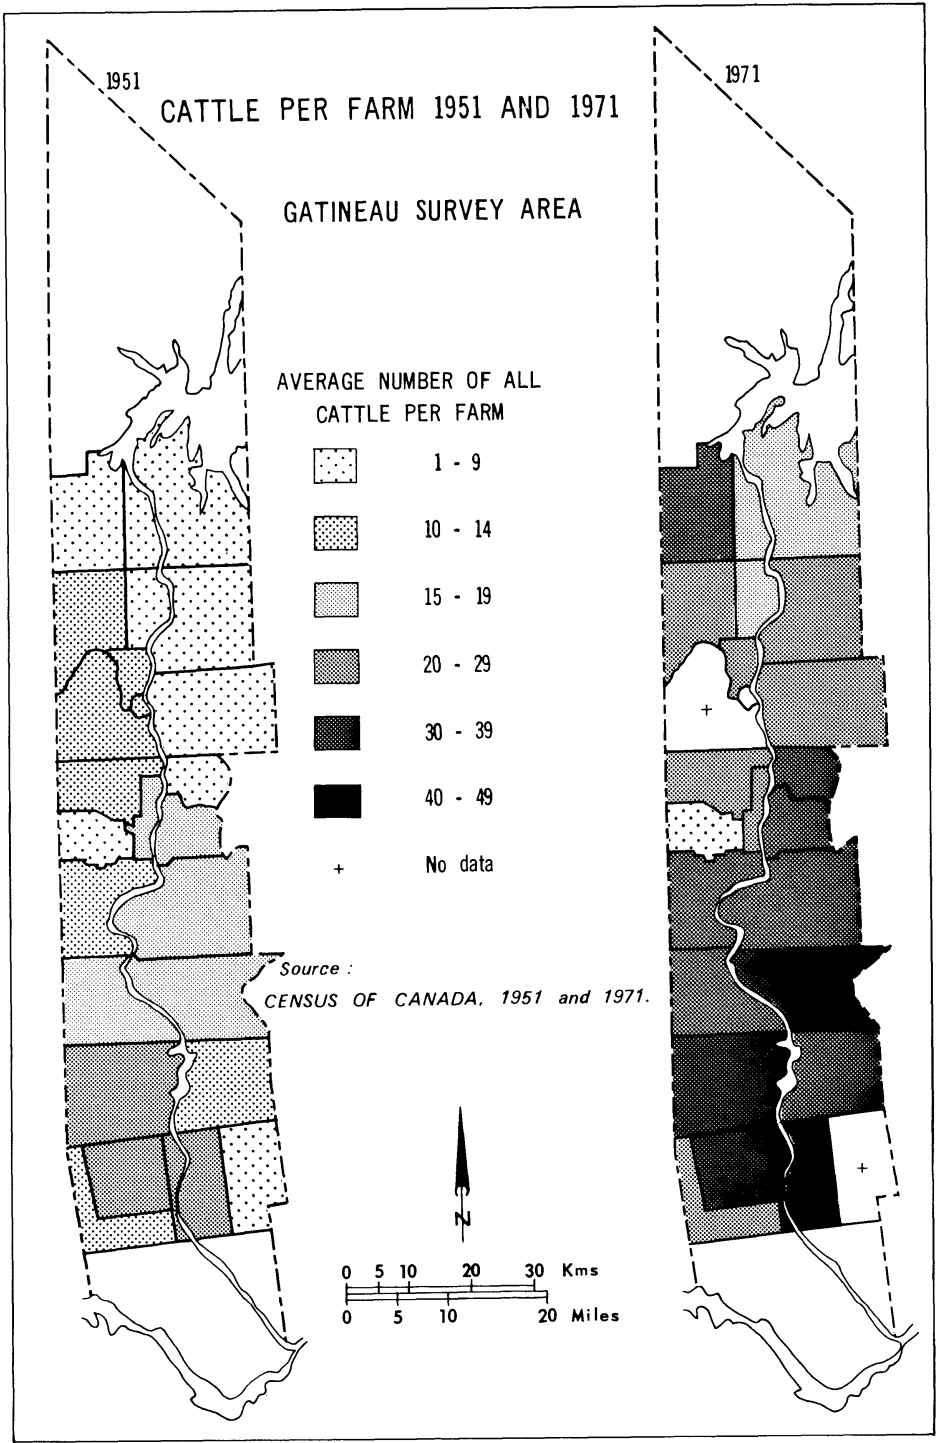 1951
1971
CATTLE PER FARM 1951 AND 1971
GATINEAU SURVEY AREA
AVERAGE NUMBER OF ALL
CATTLE PER FARM
1 - 9
10 - 14
15 - 19
20 - 29
30 - 39
40 - 49
+ No data
+
+
Source :
CENSUS OF CANADA, 1951 and 1971.
N
0 5 10 20 30 Kms
0 5 10 20 Miles